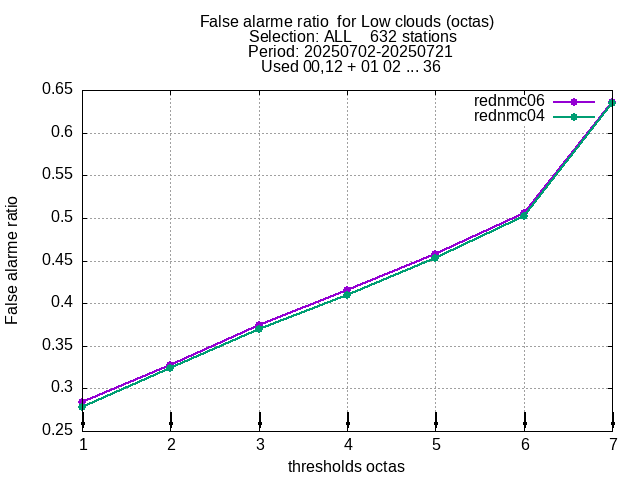 False alarme ratio  for Low clouds (octas)
Selection: ALL    632 stations
Period: 20250702-20250721
Used 00,12 + 01 02 ... 36
rednmc06
rednmc04
0.65
0.6
0.55
0.5
0.45
0.4
0.35
0.3
0.25
False alarme ratio
1 2 3 4 5 6 7
thresholds octas